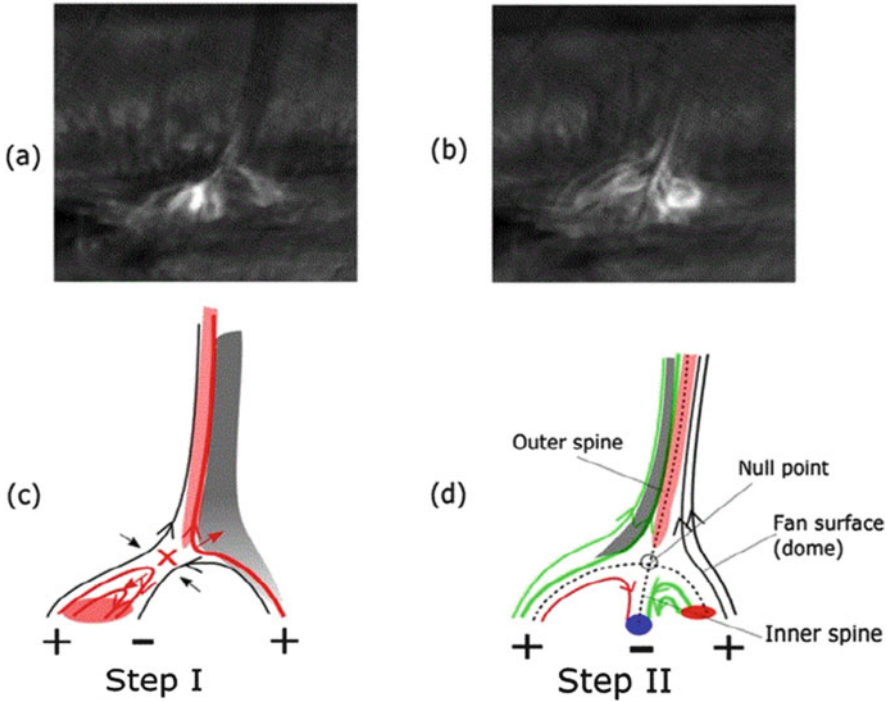 (a)
(b)
(c)
(d)
Outer spine
Null point
Fan surface
(dome)
Inner spine
+ − +
+ − +
Step I
Step II